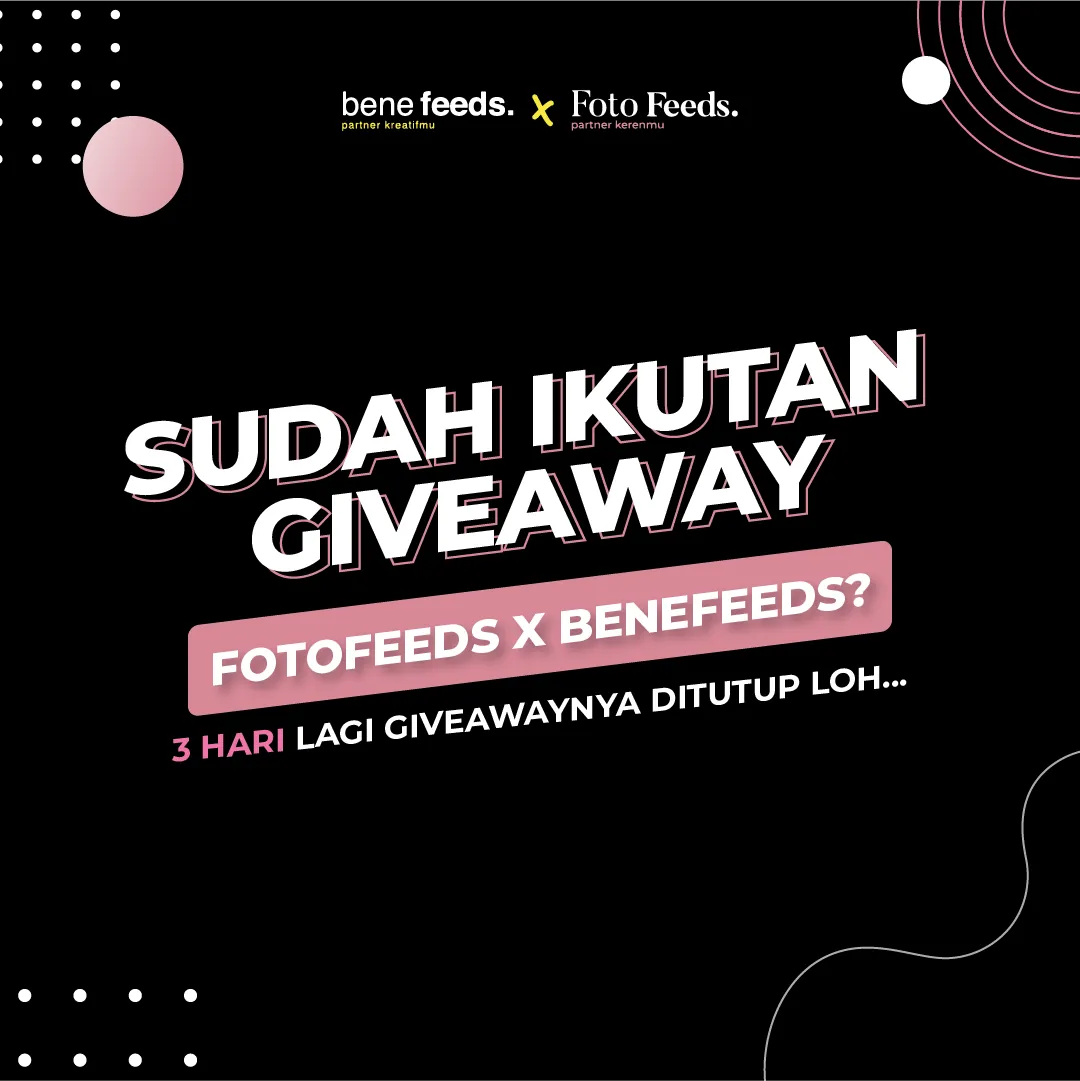 bene feeds. X Foto Feeds.
partner kreatifmu partner kerenmu
SUDAH IKUTAN
GIVEAWAY
FOTOFEEDS X BENEFEEDS?
3 HARI LAGI GIVEAWAYNYA DITUTUP LOH...